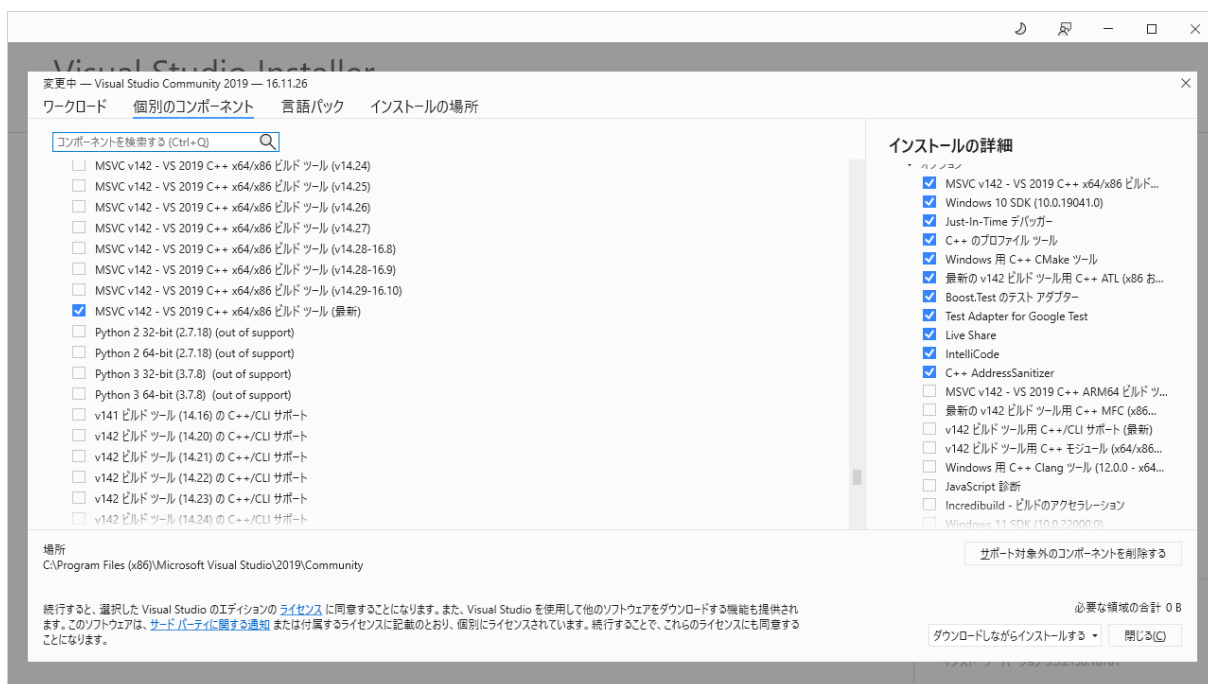 Visual Studio Installer
変更中 — Visual Studio Community 2019 — 16.11.26
ワークロード 個別のコンポーネント 言語パック インストールの場所
コンポーネントを検索する (Ctrl+Q)
MSVC v142 - VS 2019 C++ x64/x86 ビルド ツール (v14.24)
MSVC v142 - VS 2019 C++ x64/x86 ビルド ツール (v14.25)
MSVC v142 - VS 2019 C++ x64/x86 ビルド ツール (v14.26)
MSVC v142 - VS 2019 C++ x64/x86 ビルド ツール (v14.27)
MSVC v142 - VS 2019 C++ x64/x86 ビルド ツール (v14.28-16.8)
MSVC v142 - VS 2019 C++ x64/x86 ビルド ツール (v14.28-16.9)
MSVC v142 - VS 2019 C++ x64/x86 ビルド ツール (v14.29-16.10)
MSVC v142 - VS 2019 C++ x64/x86 ビルド ツール (最新)
Python 2 32-bit (2.7.18) (out of support)
Python 2 64-bit (2.7.18) (out of support)
Python 3 32-bit (3.7.8) (out of support)
Python 3 64-bit (3.7.8) (out of support)
v141 ビルド ツール (14.16) の C++/CLI サポート
v142 ビルド ツール (14.20) の C++/CLI サポート
v142 ビルド ツール (14.21) の C++/CLI サポート
v142 ビルド ツール (14.22) の C++/CLI サポート
v142 ビルド ツール (14.23) の C++/CLI サポート
v142 ビルド ツール (14.24) の C++/CLI サポート
インストールの詳細
オプション
MSVC v142 - VS 2019 C++ x64/x86 ビルド...
Windows 10 SDK (10.0.19041.0)
Just-In-Time デバッガー
C++ のプロファイル ツール
Windows 用 C++ CMake ツール
最新の v142 ビルド ツール用 C++ ATL (x86 お...
Boost.Test のテスト アダプター
Test Adapter for Google Test
Live Share
IntelliCode
C++ AddressSanitizer
MSVC v142 - VS 2019 C++ ARM64 ビルド ツ...
最新の v142 ビルド ツール用 C++ MFC (x86...
v142 ビルド ツール用 C++/CLI サポート (最新)
v142 ビルド ツール用 C++ モジュール (x64/x86...
Windows 用 C++ Clang ツール (12.0.0 - x64...
JavaScript 診断
Incredibuild - ビルドのアクセラレーション
Windows 11 SDK (10.0.22000.0)
場所
C:\Program Files (x86)\Microsoft Visual Studio\2019\Community
サポート対象外のコンポーネントを削除する
続行すると、選択した Visual Studio のエディションの ライセンス に同意することになります。また、Visual Studio を使用して他のソフトウェアをダウンロードする機能も提供され
ます。このソフトウェアは、サード パーティに関する通知 または付属するライセンスに記載のとおり、個別にライセンスされています。続行することで、これらのライセンスにも同意する
ことになります。
必要な領域の合計 0 B
ダウンロードしながらインストールする 閉じる(C)